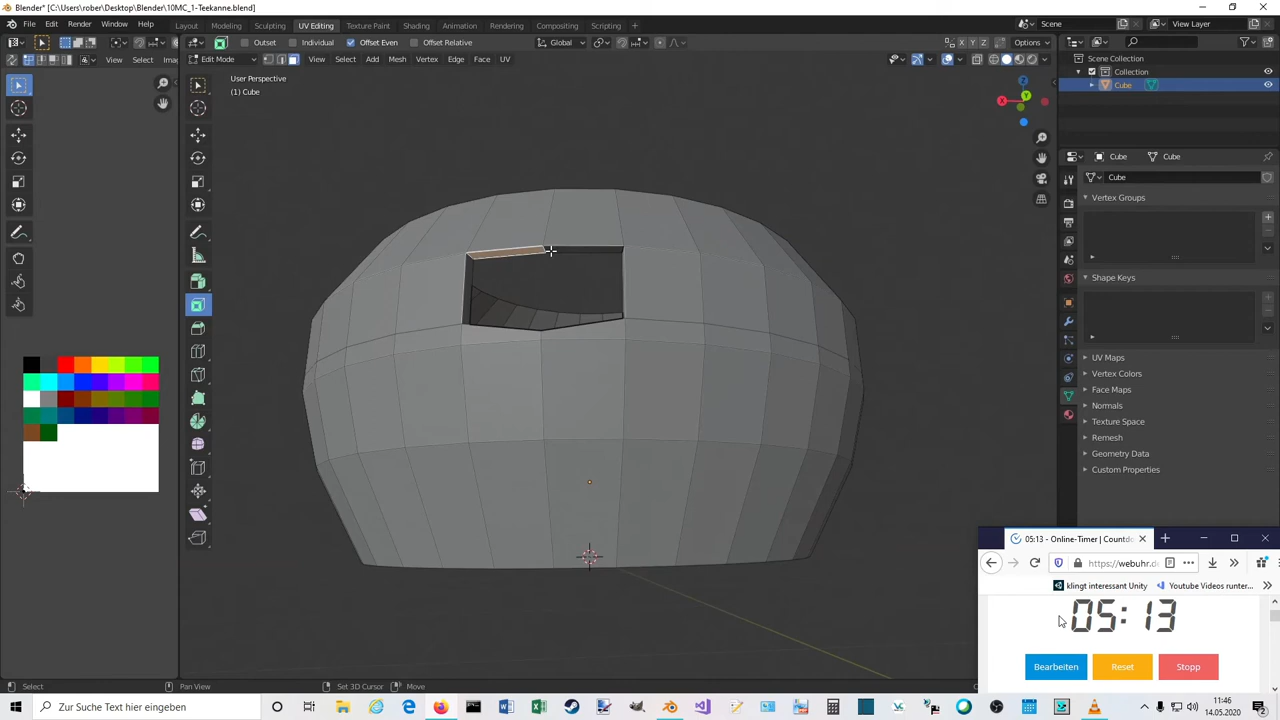 Blender* [C:\Users\rober\Desktop\Blender\10MC_1-Teekanne.blend]
File Edit Render Window Help Layout Modeling Sculpting UV Editing Texture Paint Shading Animation Rendering Compositing Scripting Scene View Layer
Outset Individual Offset Even Offset Relative Global X Y Z Options
View Select Imag Edit Mode View Select Add Mesh Vertex Edge Face UV
Scene Collection
Collection
Cube
User Perspective
(1) Cube
X Y Z
Cube Cube
Cube
Vertex Groups
Shape Keys
UV Maps
Vertex Colors
Face Maps
Normals
Texture Space
Remesh
Geometry Data
Custom Properties
05:13 - Online-Timer | Countdo
https://webuhr.de
klingt interessant Unity Youtube Videos runter...
05:13
Bearbeiten Reset Stopp
Select Pan View Set 3D Cursor Move
Zur Suche Text hier eingeben
11:46
14.05.2020